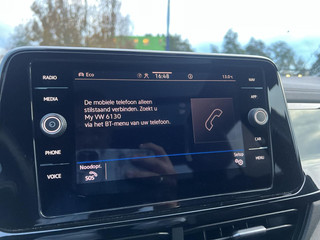 RADIO
MEDIA
PHONE
VOICE
Eco
16:48
12.0°C
De mobiele telefoon alleen
stilstaand verbinden. Zoekt u
My VW 6130
via het BT-menu van uw telefoon.
Noodopr.
SOS
Setup
NAV
APP
CAR
MENU